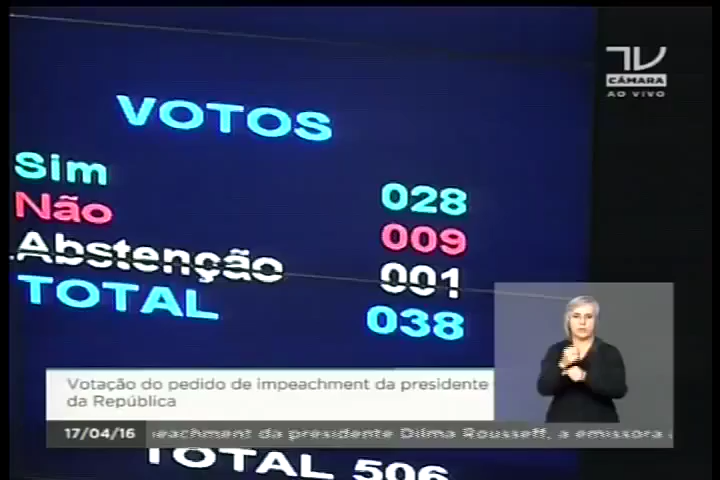 TV
CÂMARA
AO VIVO
VOTOS
Sim 028
Não 009
Abstenção 001
TOTAL 038
Votação do pedido de impeachment da presidente
da República
17/04/16 da presidente Dilma Rousseff, a emissora
TOTAL 506